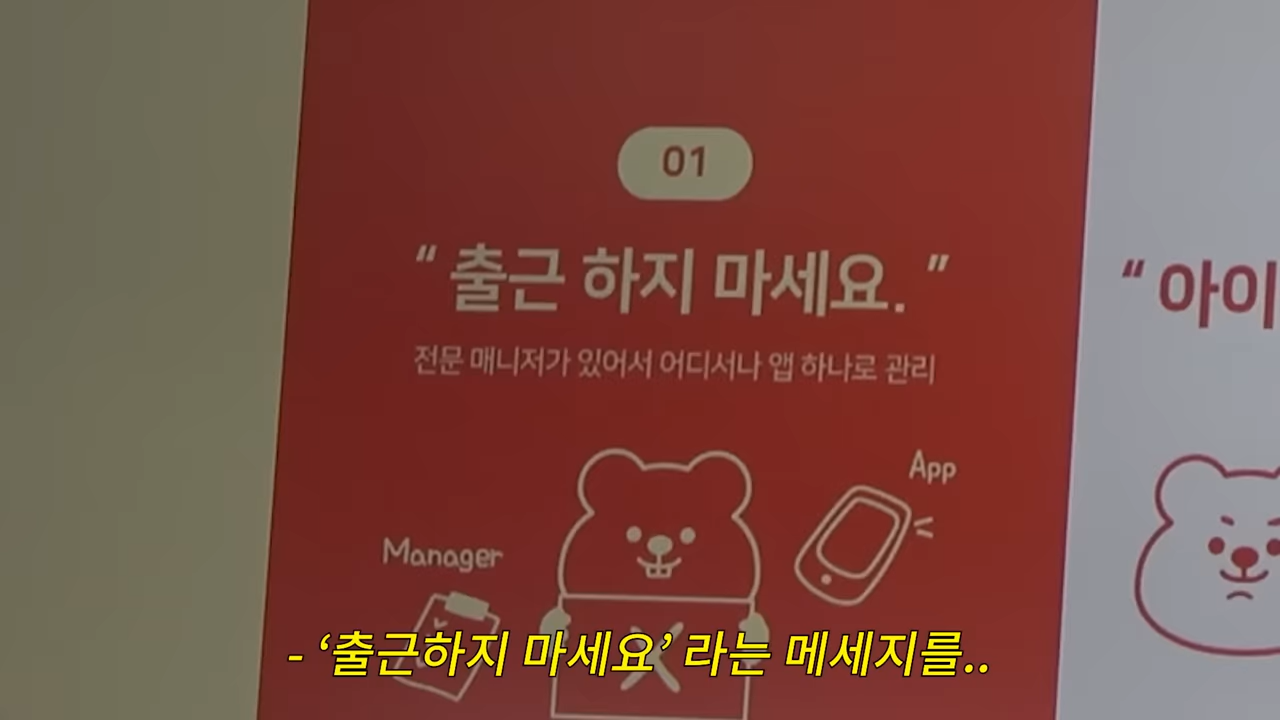 01
“ 출근 하지 마세요. ”
“ 아이
전문 매니저가 있어서 어디서나 앱 하나로 관리
App
Manager
- ‘출근하지 마세요’ 라는 메세지를..